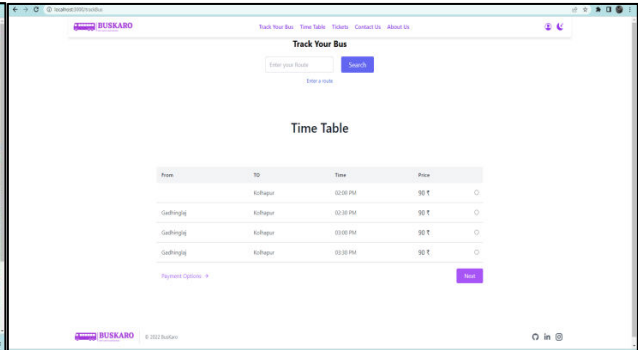 localhost:3000/trackBus
BUSKARO
Track Your Bus Time Table Tickets Contact Us About Us
Track Your Bus
Enter your Route Search
Enter a route
Time Table
From TO Time Price
Kolhapur 02:00 PM 90 ₹
Gadhinglaj Kolhapur 02:30 PM 90 ₹
Gadhinglaj Kolhapur 03:00 PM 90 ₹
Gadhinglaj Kolhapur 03:30 PM 90 ₹
Payment Options Next
BUSKARO © 2023 BusKaro